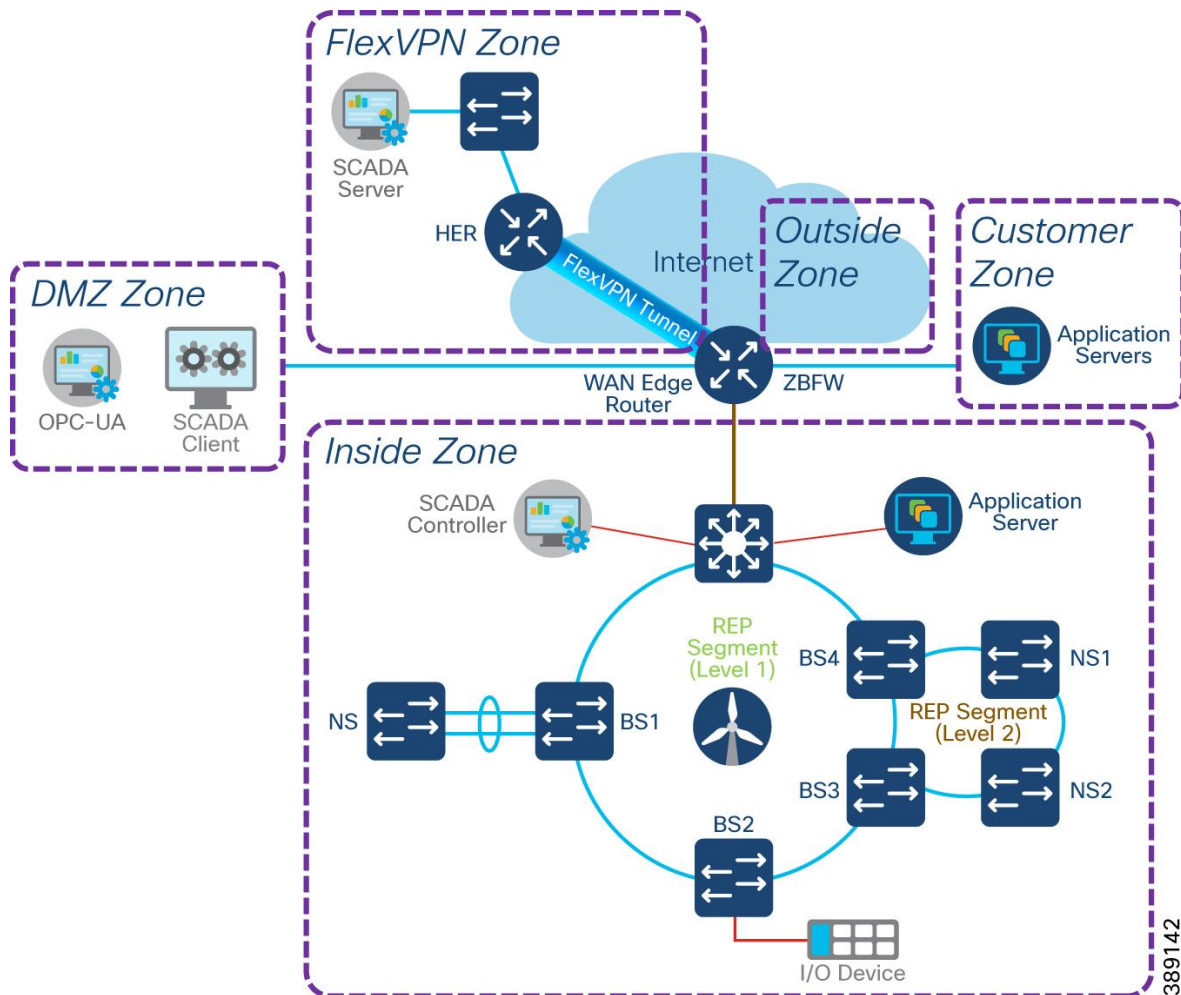 FlexVPN Zone
SCADA
Server
HER
FlexVPN Tunnel
Internet
Outside
Zone
Customer
Zone
Application
Servers
DMZ Zone
OPC-UA
SCADA
Client
WAN Edge
Router
ZBFW
Inside Zone
SCADA
Controller
Application
Server
REP
Segment
(Level 1)
BS4
NS1
REP Segment
(Level 2)
NS
BS1
BS3
NS2
BS2
I/O Device
389142